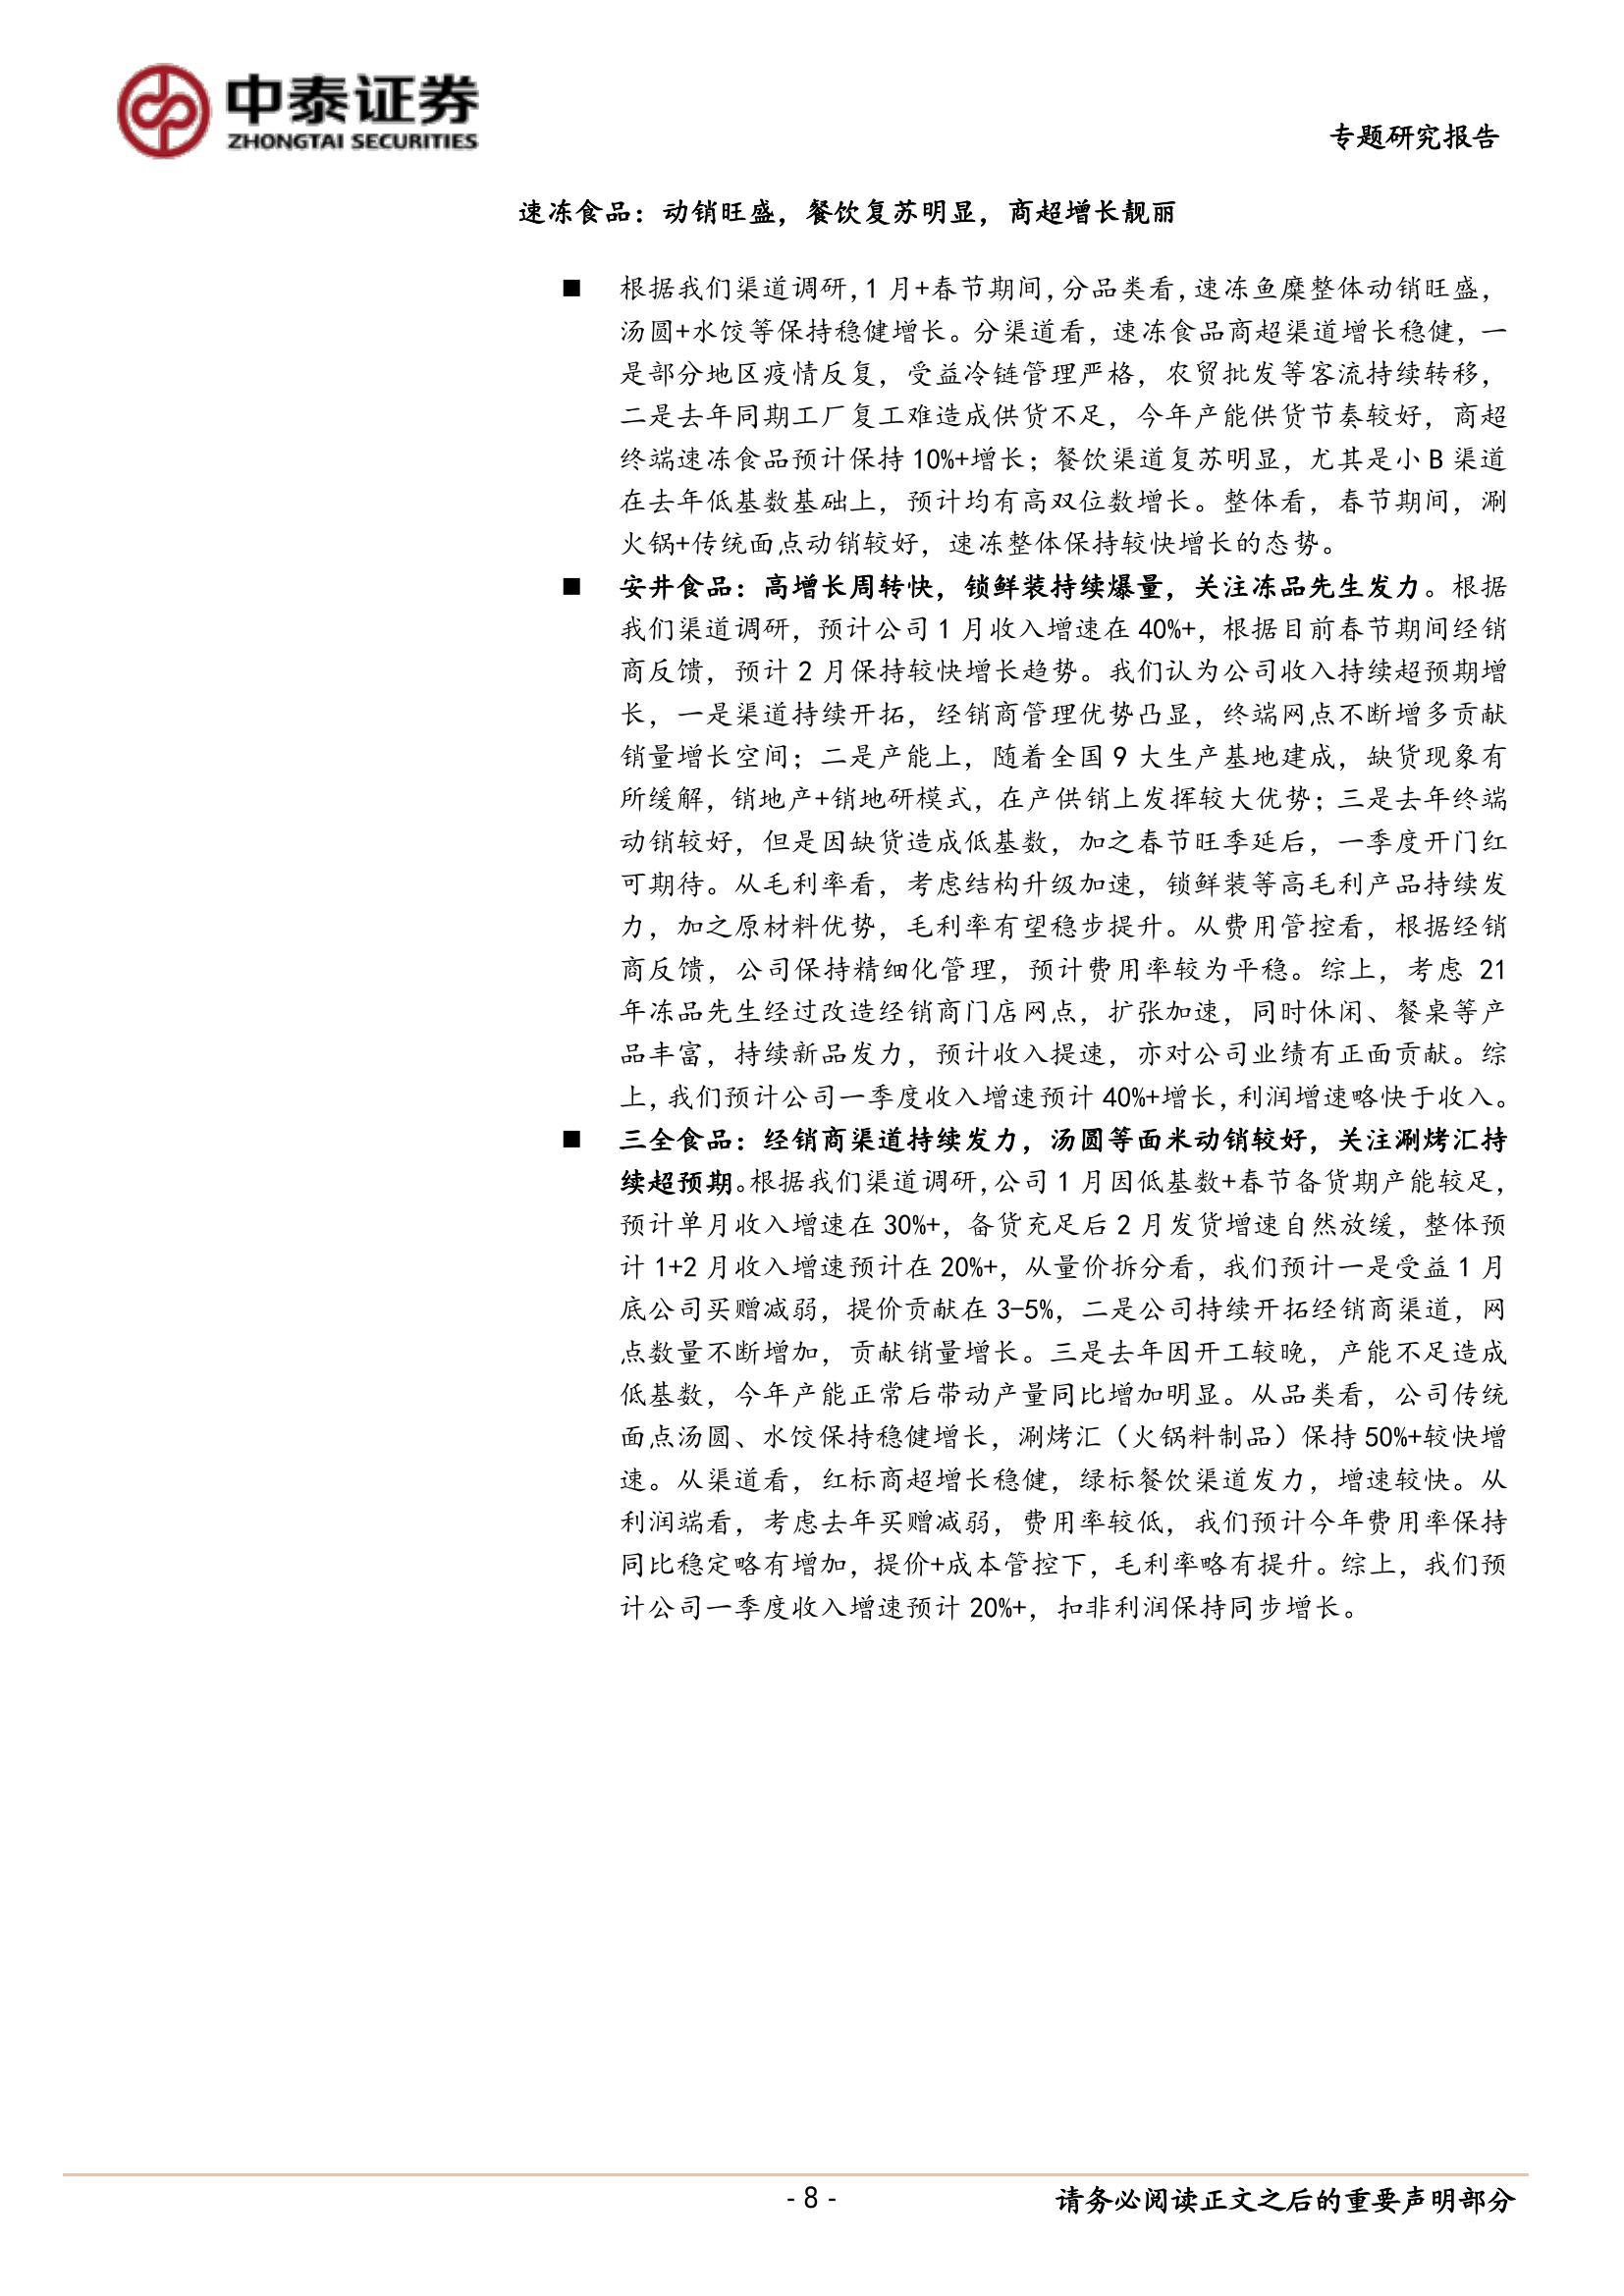 中泰证券
ZHONGTAI SECURITIES
专题研究报告
速冻食品：动销旺盛，餐饮复苏明显，商超增长靓丽
■ 根据我们渠道调研，1 月+春节期间，分品类看，速冻鱼糜整体动销旺盛，
汤圆+水饺等保持稳健增长。分渠道看，速冻食品商超渠道增长稳健，一
是部分地区疫情反复，受益冷链管理严格，农贸批发等客流持续转移，
二是去年同期工厂复工难造成供货不足，今年产能供货节奏较好，商超
终端速冻食品预计保持 10%+增长；餐饮渠道复苏明显，尤其是小 B 渠道
在去年低基数基础上，预计均有高双位数增长。整体看，春节期间，涮
火锅+传统面点动销较好，速冻整体保持较快增长的态势。
■ 安井食品：高增长周转快，锁鲜装持续爆量，关注冻品先生发力。根据
我们渠道调研，预计公司 1 月收入增速在 40%+，根据目前春节期间经销
商反馈，预计 2 月保持较快增长趋势。我们认为公司收入持续超预期增
长，一是渠道持续开拓，经销商管理优势凸显，终端网点不断增多贡献
销量增长空间；二是产能上，随着全国 9 大生产基地建成，缺货现象有
所缓解，销地产+销地研模式，在产供销上发挥较大优势；三是去年终端
动销较好，但是因缺货造成低基数，加之春节旺季延后，一季度开门红
可期待。从毛利率看，考虑结构升级加速，锁鲜装等高毛利产品持续发
力，加之原材料优势，毛利率有望稳步提升。从费用管控看，根据经销
商反馈，公司保持精细化管理，预计费用率较为平稳。综上，考虑 21
年冻品先生经过改造经销商门店网点，扩张加速，同时休闲、餐桌等产
品丰富，持续新品发力，预计收入提速，亦对公司业绩有正面贡献。综
上，我们预计公司一季度收入增速预计 40%+增长，利润增速略快于收入。
■ 三全食品：经销商渠道持续发力，汤圆等面米动销较好，关注涮烤汇持
续超预期。根据我们渠道调研，公司 1 月因低基数+春节备货期产能较足，
预计单月收入增速在 30%+，备货充足后 2 月发货增速自然放缓，整体预
计 1+2 月收入增速预计在 20%+，从量价拆分看，我们预计一是受益 1 月
底公司买赠减弱，提价贡献在 3-5%，二是公司持续开拓经销商渠道，网
点数量不断增加，贡献销量增长。三是去年因开工较晚，产能不足造成
低基数，今年产能正常后带动产量同比增加明显。从品类看，公司传统
面点汤圆、水饺保持稳健增长，涮烤汇（火锅料制品）保持 50%+较快增
速。从渠道看，红标商超增长稳健，绿标餐饮渠道发力，增速较快。从
利润端看，考虑去年买赠减弱，费用率较低，我们预计今年费用率保持
同比稳定略有增加，提价+成本管控下，毛利率略有提升。综上，我们预
计公司一季度收入增速预计 20%+，扣非利润保持同步增长。
- 8 -
请务必阅读正文之后的重要声明部分